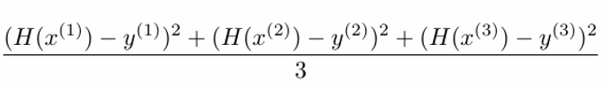 (H(x⁽¹⁾) − y⁽¹⁾)² + (H(x⁽²⁾) − y⁽²⁾)² + (H(x⁽³⁾) − y⁽³⁾)²
3